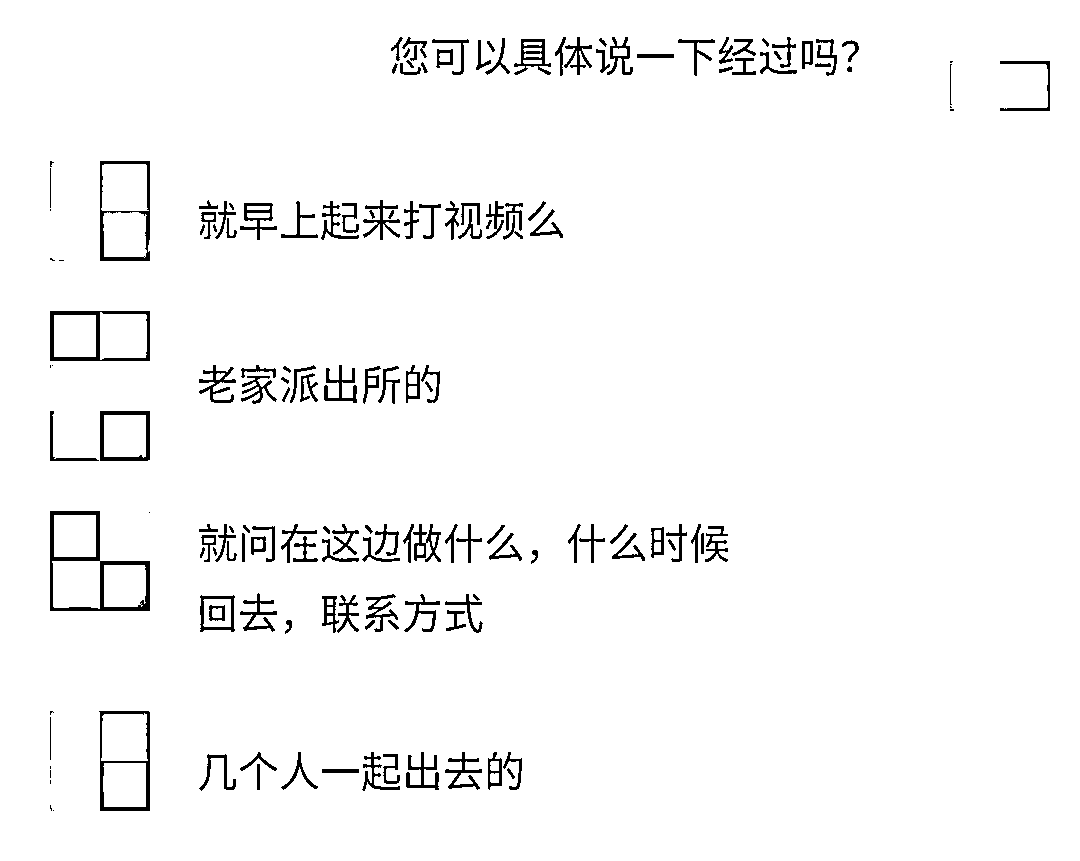 您可以具体说一下经过吗？
就早上起来打视频么
老家派出所的
就问在这边做什么，什么时候
回去，联系方式
几个人一起出去的